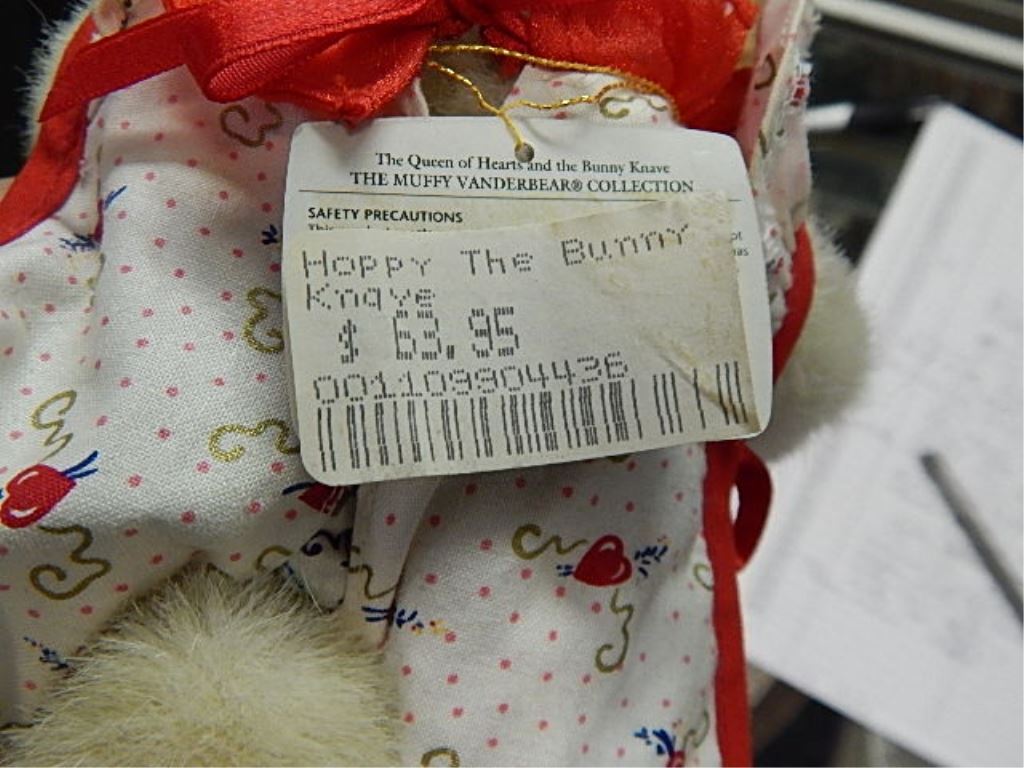 The Queen of Hearts and the Bunny Knave
THE MUFFY VANDERBEAR® COLLECTION
SAFETY PRECAUTIONS
Hoppy The Bunny
Knave
$ 63.95
001109904436